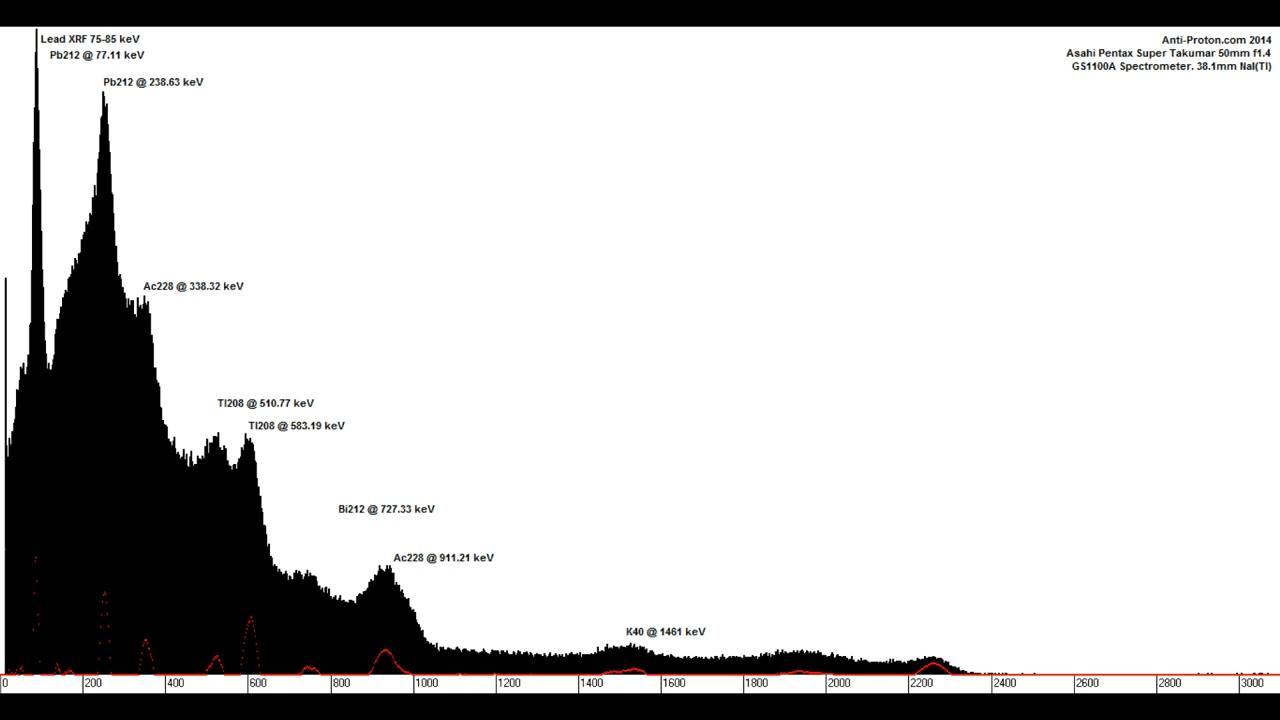 Lead XRF 75-85 keV
Pb212 @ 77.11 keV
Anti-Proton.com 2014
Asahi Pentax Super Takumar 50mm f1.4
GS1100A Spectrometer. 38.1mm NaI(Tl)
Pb212 @ 238.63 keV
Ac228 @ 338.32 keV
Tl208 @ 510.77 keV
Tl208 @ 583.19 keV
Bi212 @ 727.33 keV
Ac228 @ 911.21 keV
K40 @ 1461 keV
0 200 400 600 800 1000 1200 1400 1600 1800 2000 2200 2400 2600 2800 3000